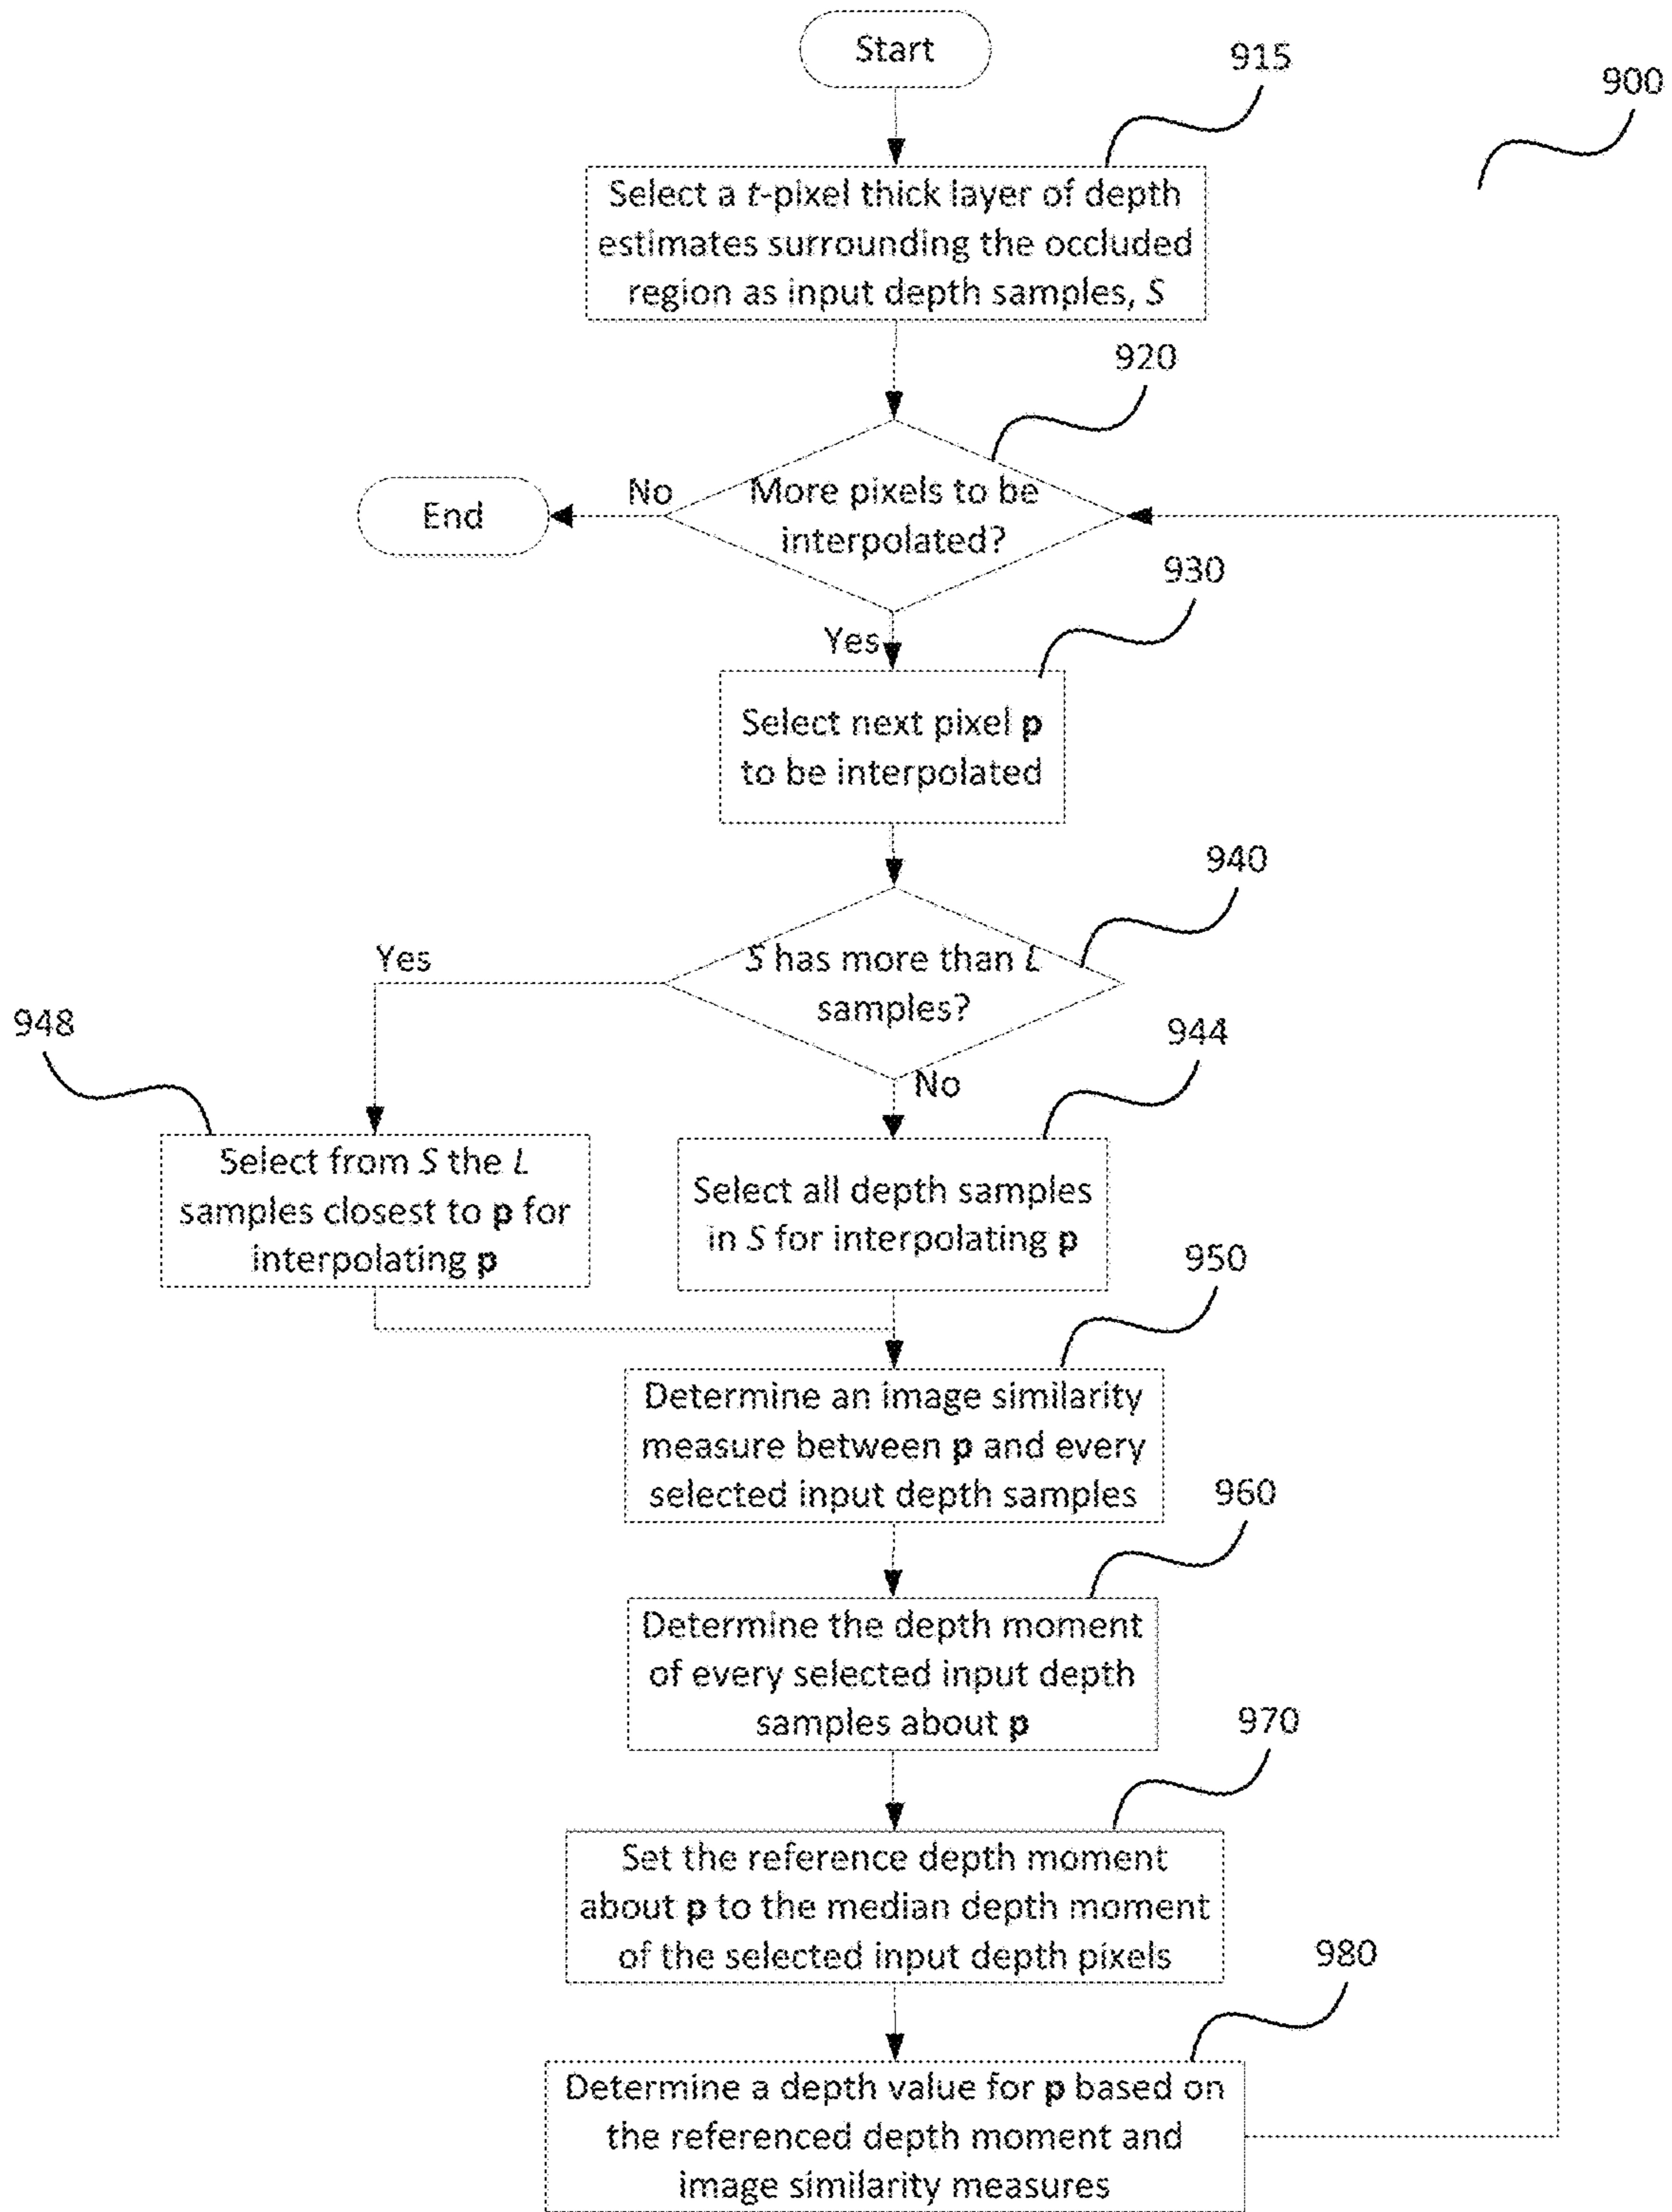 Start
915
900
Select a t-pixel thick layer of depth
estimates surrounding the occluded
region as input depth samples, S
920
No
More pixels to be
interpolated?
End
930
Yes
Select next pixel p
to be interpolated
940
Yes
S has more than L
samples?
948
944
No
Select from S the L
samples closest to p for
interpolating p
Select all depth samples
in S for interpolating p
950
Determine an image similarity
measure between p and every
selected input depth samples
960
Determine the depth moment
of every selected input depth
samples about p
970
Set the reference depth moment
about p to the median depth moment
of the selected input depth pixels
980
Determine a depth value for p based on
the referenced depth moment and
image similarity measures